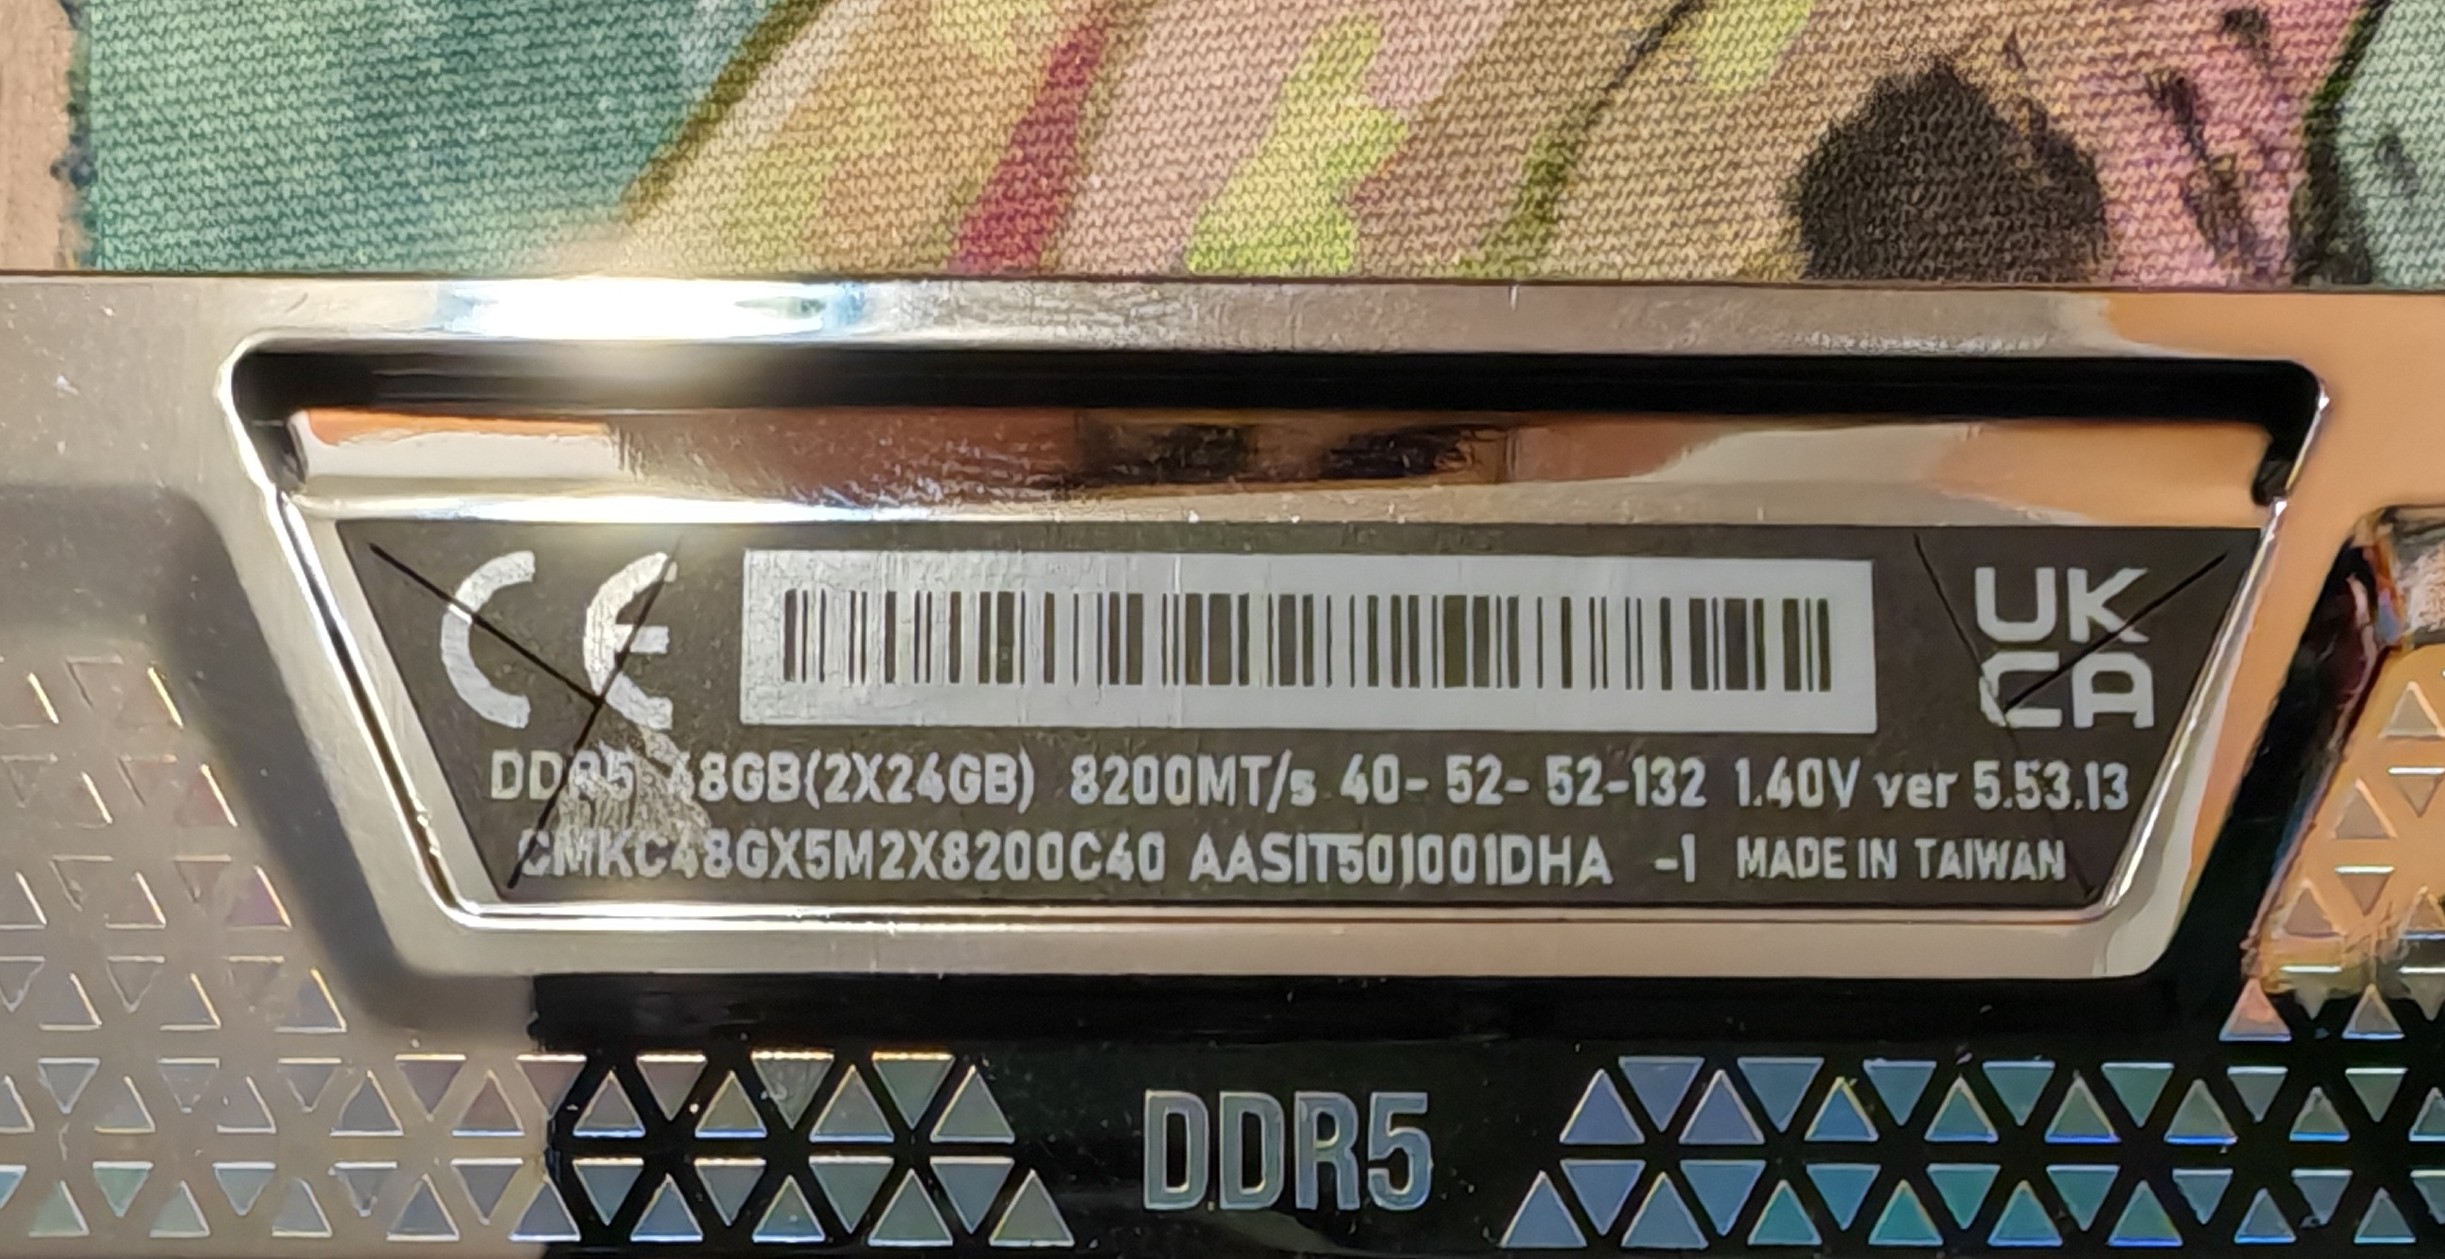 CE
UK
CA
DDR5 48GB(2X24GB) 8200MT/s 40- 52- 52-132 1.40V ver 5.53.13
CMKC48GX5M2X8200C40 AASIT501001DHA -1 MADE IN TAIWAN
DDR5